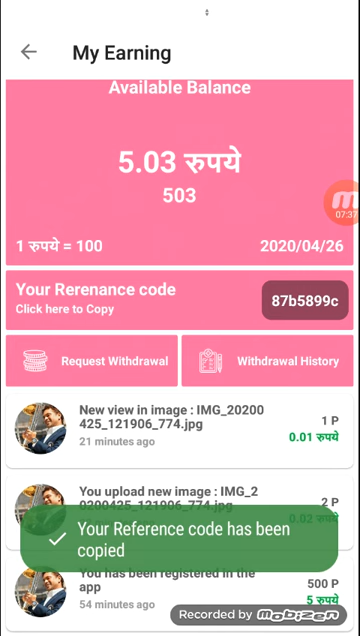 My Earning
Available Balance
5.03 रुपये
503
1 रुपये = 100
2020/04/26
07:37
Your Rerenance code
Click here to Copy
87b5899c
Request Withdrawal
Withdrawal History
New view in image : IMG_20200
425_121906_774.jpg
21 minutes ago
1 P
0.01 रुपये
You upload new image : IMG_2
0200425_121906_774.jpg
2 P
0.02 रुपये
Your Reference code has been
copied
You has been registered in the
app
54 minutes ago
500 P
5 रुपये
Recorded by mobizen